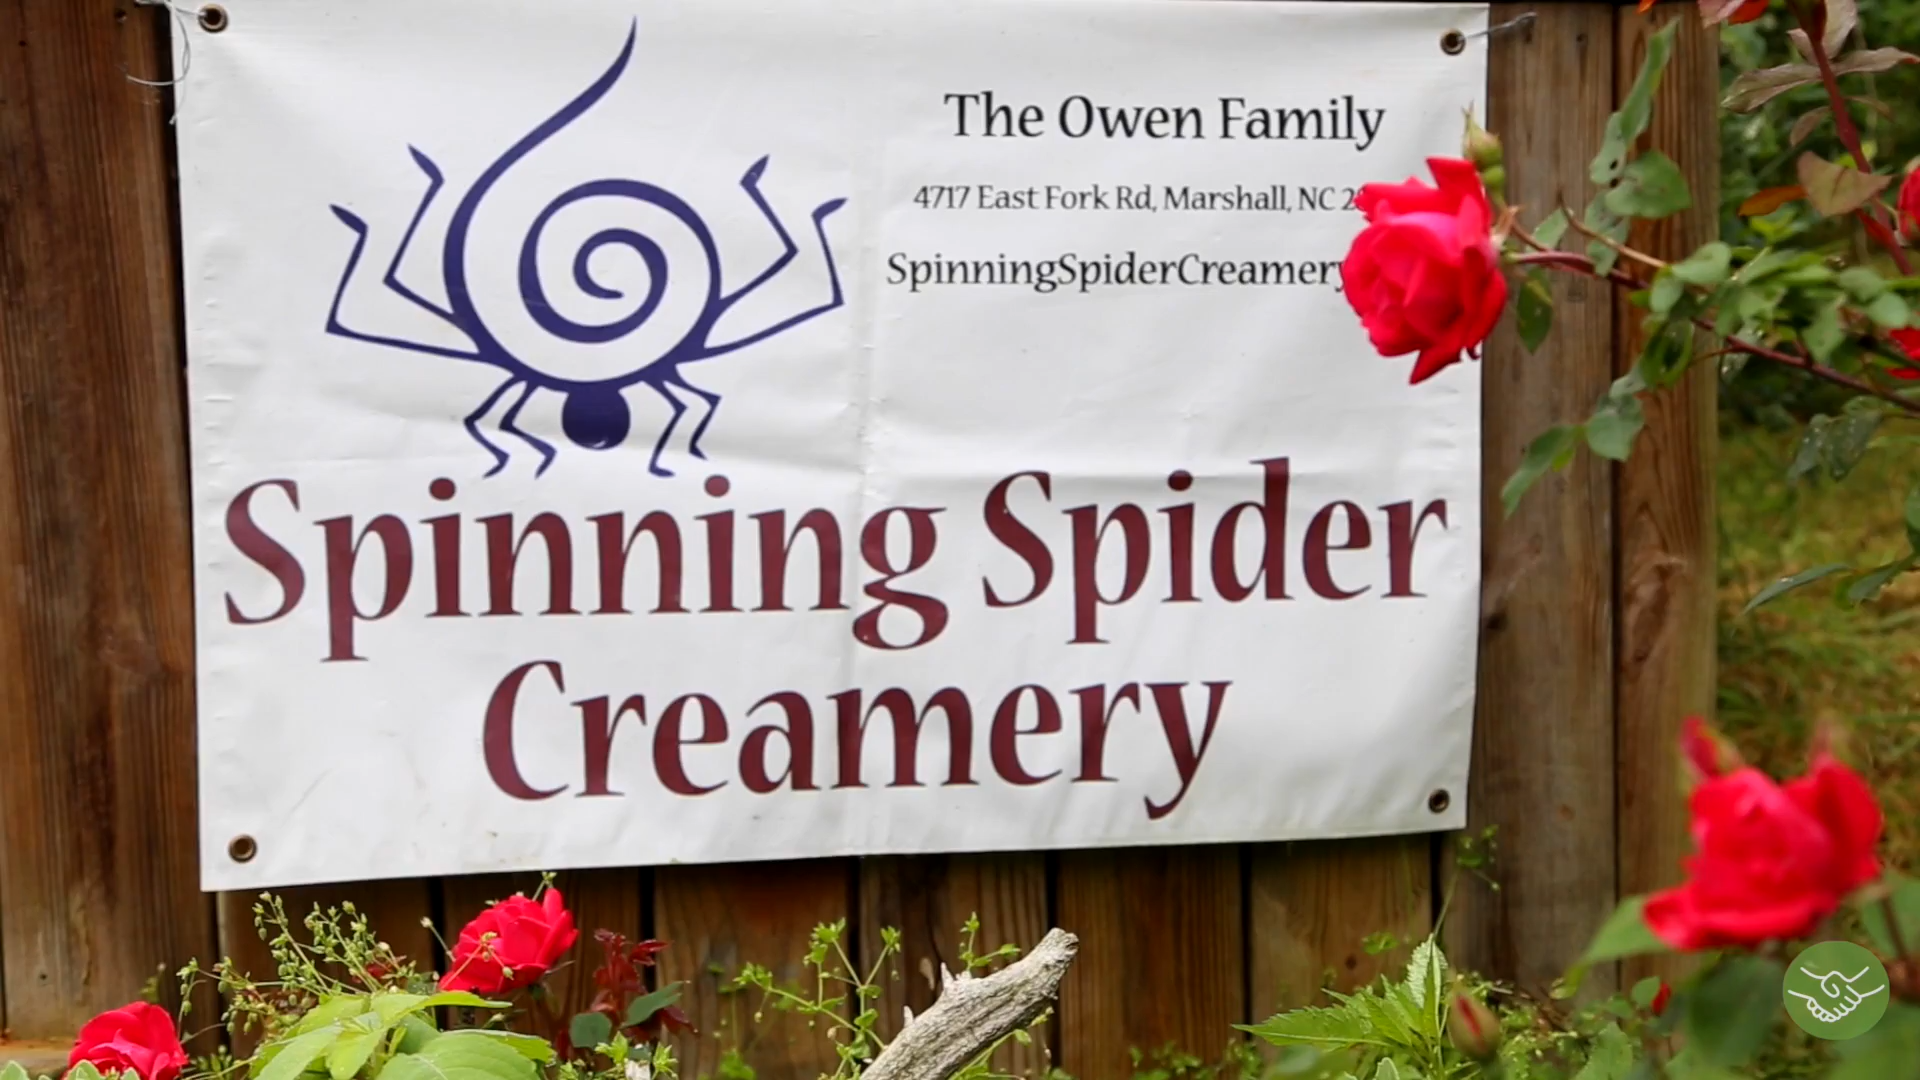 The Owen Family
4717 East Fork Rd, Marshall, NC
SpinningSpiderCreamery
Spinning Spider
Creamery